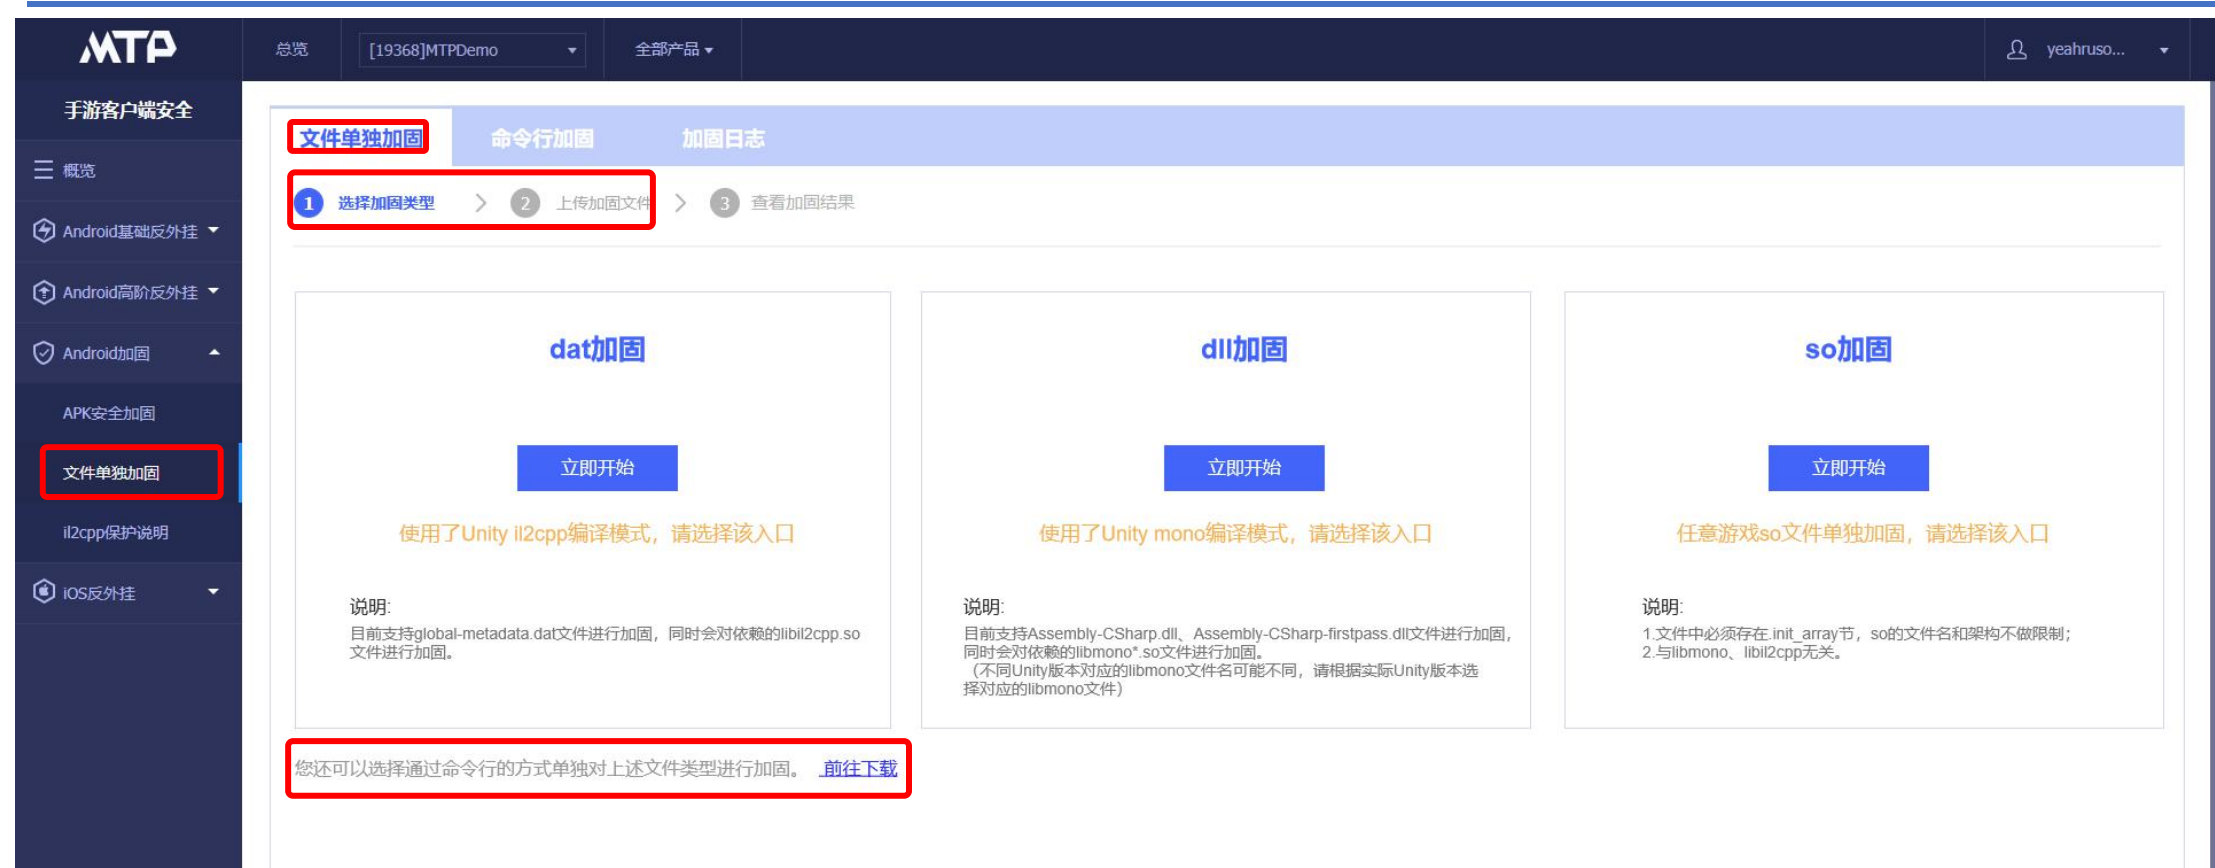 MTP
总览
[19368]MTPDemo
全部产品
yeahruso...
手游客户端安全
概览
Android基础反外挂
Android高阶反外挂
Android加固
APK安全加固
文件单独加固
il2cpp保护说明
iOS反外挂
文件单独加固
命令行加固
加固日志
1 选择加固类型
2 上传加固文件
3 查看加固结果
dat加固
立即开始
使用了Unity il2cpp编译模式，请选择该入口
说明:
目前支持global-metadata.dat文件进行加固，同时会对依赖的libil2cpp.so
文件进行加固。
dll加固
立即开始
使用了Unity mono编译模式，请选择该入口
说明:
目前支持Assembly-CSharp.dll、Assembly-CSharp-firstpass.dll文件进行加固，
同时会对依赖的libmono*.so文件进行加固。
（不同Unity版本对应的libmono文件名可能不同，请根据实际Unity版本选
择对应的libmono文件）
so加固
立即开始
任意游戏so文件单独加固，请选择该入口
说明:
1.文件中必须存在.init_array节，so的文件名和架构不做限制；
2.与libmono、libil2cpp无关。
您还可以选择通过命令行的方式单独对上述文件类型进行加固。 前往下载